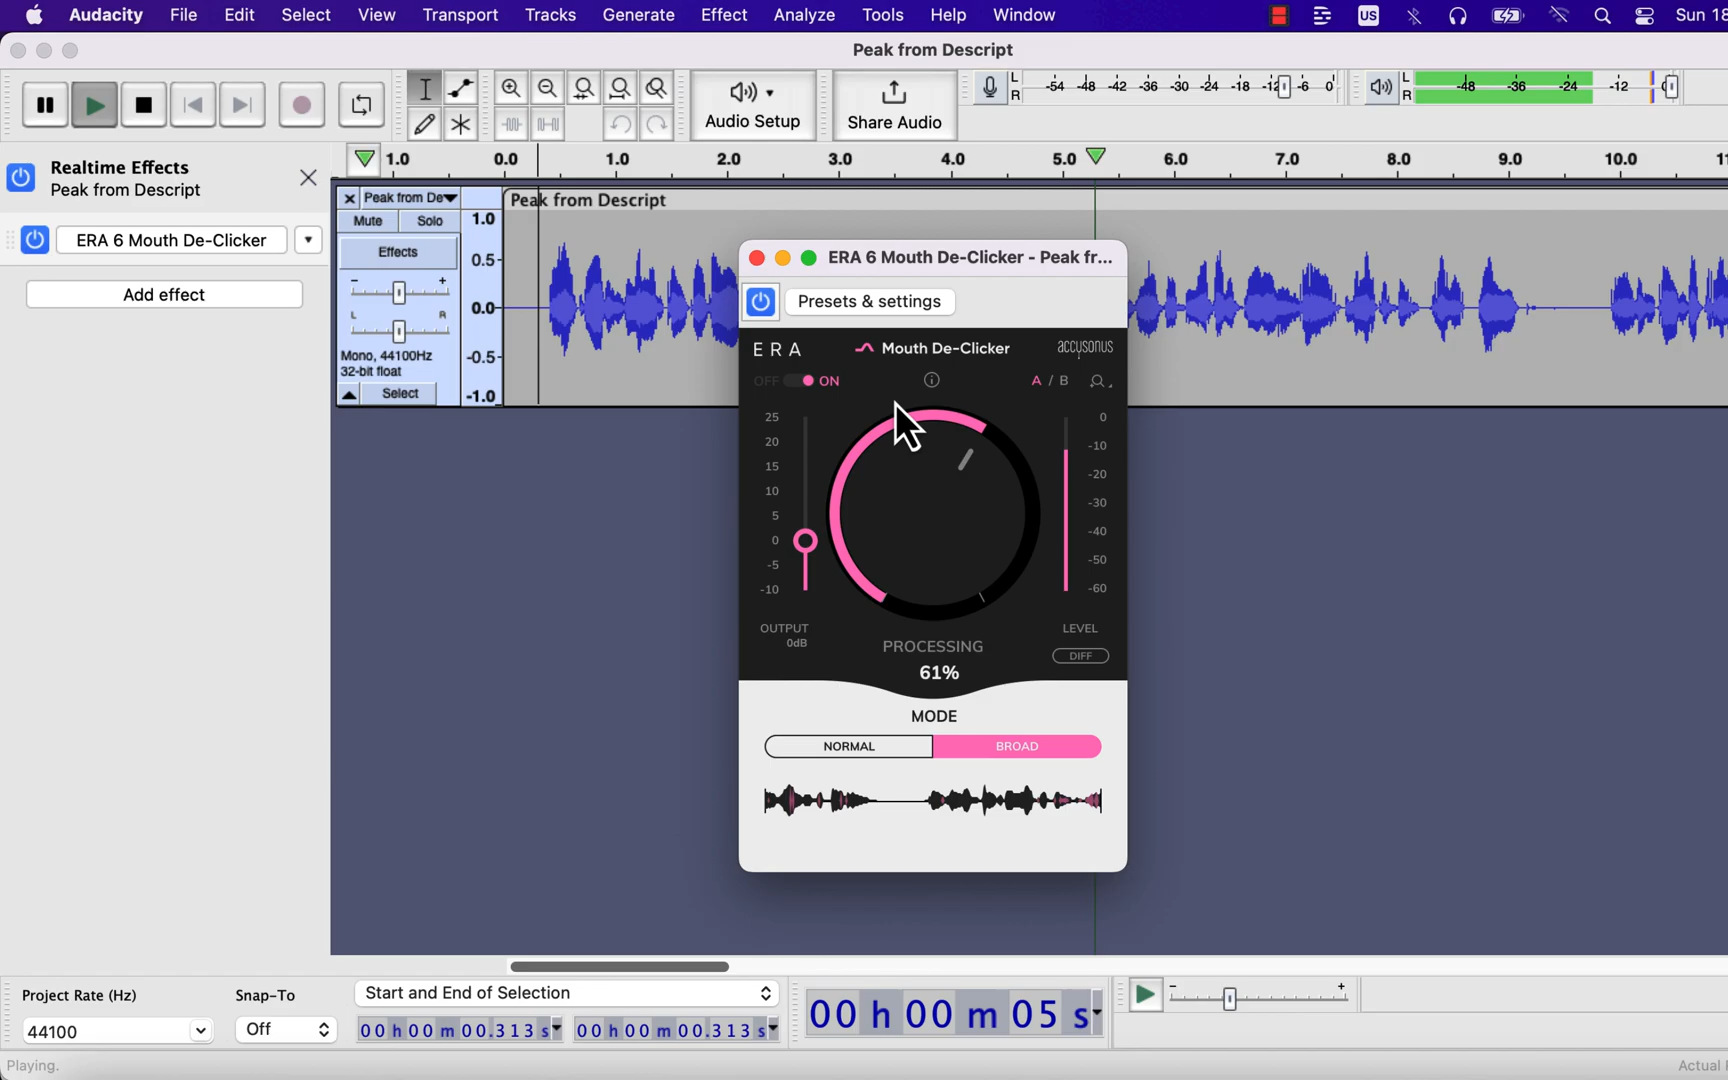 Audacity File Edit Select View Transport Tracks Generate Effect Analyze Tools Help Window US Sun 18
Peak from Descript
Audio Setup
Share Audio
L
R
-54 -48 -42 -36 -30 -24 -18 -12 -6 0
L
R
-48 -36 -24 -12 0
Realtime Effects
Peak from Descript
1.0 0.0 1.0 2.0 3.0 4.0 5.0 6.0 7.0 8.0 9.0 10.0 11
ERA 6 Mouth De-Clicker
Add effect
Peak from De
Mute Solo
Effects
- +
L R
Mono, 44100Hz
32-bit float
Select
1.0
0.5
0.0
-0.5
-1.0
Peak from Descript
ERA 6 Mouth De-Clicker - Peak fr...
Presets & settings
ERA Mouth De-Clicker accusonus
OFF ON A / B
25
20
15
10
5
0
-5
-10
0
-10
-20
-30
-40
-50
-60
OUTPUT
0dB
PROCESSING
61%
LEVEL
DIFF
MODE
NORMAL BROAD
Project Rate (Hz)
44100
Snap-To
Off
Start and End of Selection
00 h 00 m 00.313 s 00 h 00 m 00.313 s
00 h 00 m 05 s
- +
Playing.
Actual